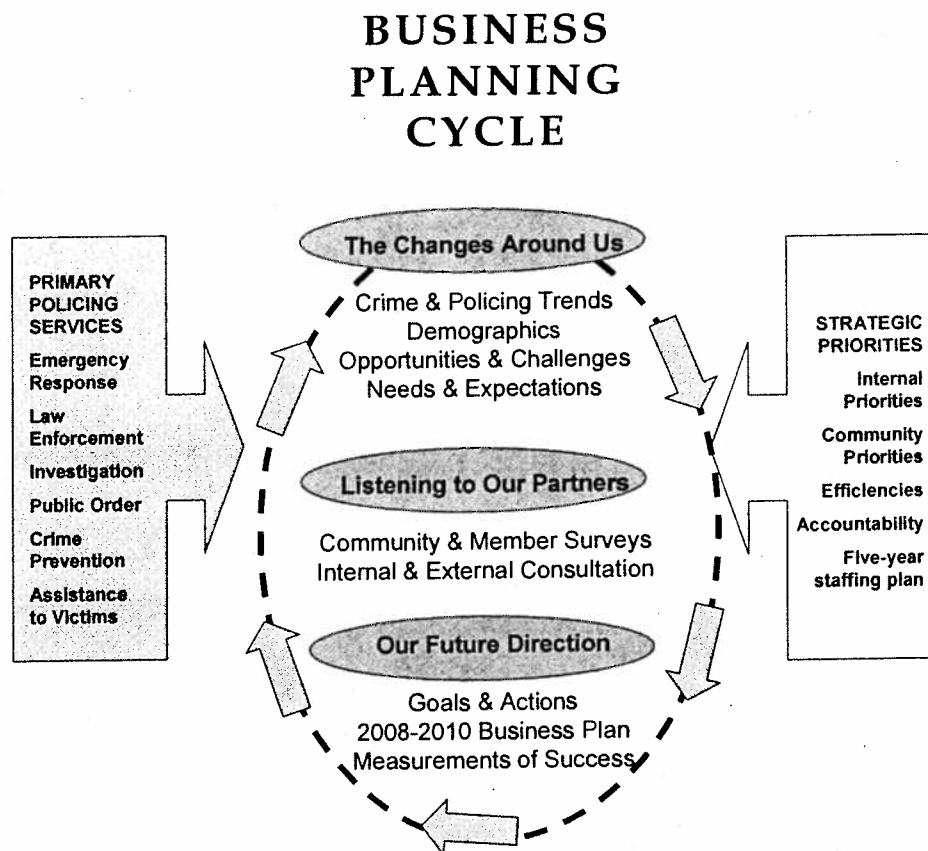 BUSINESS
PLANNING
CYCLE
PRIMARY
POLICING
SERVICES
Emergency
Response
Law
Enforcement
Investigation
Public Order
Crime
Prevention
Assistance
to Victims
The Changes Around Us
Crime & Policing Trends
Demographics
Opportunities & Challenges
Needs & Expectations
Listening to Our Partners
Community & Member Surveys
Internal & External Consultation
Our Future Direction
Goals & Actions
2008-2010 Business Plan
Measurements of Success
STRATEGIC
PRIORITIES
Internal
Priorities
Community
Priorities
Efficiencies
Accountability
Five-year
staffing plan